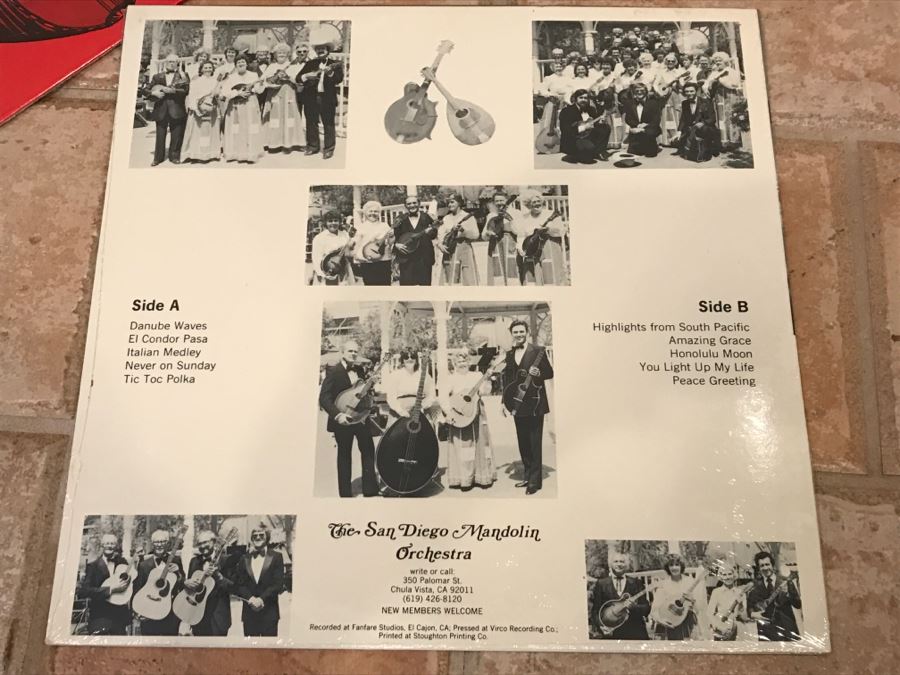 Side A
Danube Waves
El Condor Pasa
Italian Medley
Never on Sunday
Tic Toc Polka
Side B
Highlights from South Pacific
Amazing Grace
Honolulu Moon
You Light Up My Life
Peace Greeting
The San Diego Mandolin
Orchestra
write or call:
350 Palomar St.
Chula Vista, CA 92011
(619) 426-8120
NEW MEMBERS WELCOME
Recorded at Fanfare Studios, El Cajon, CA; Pressed at Virco Recording Co.;
Printed at Stoughton Printing Co.